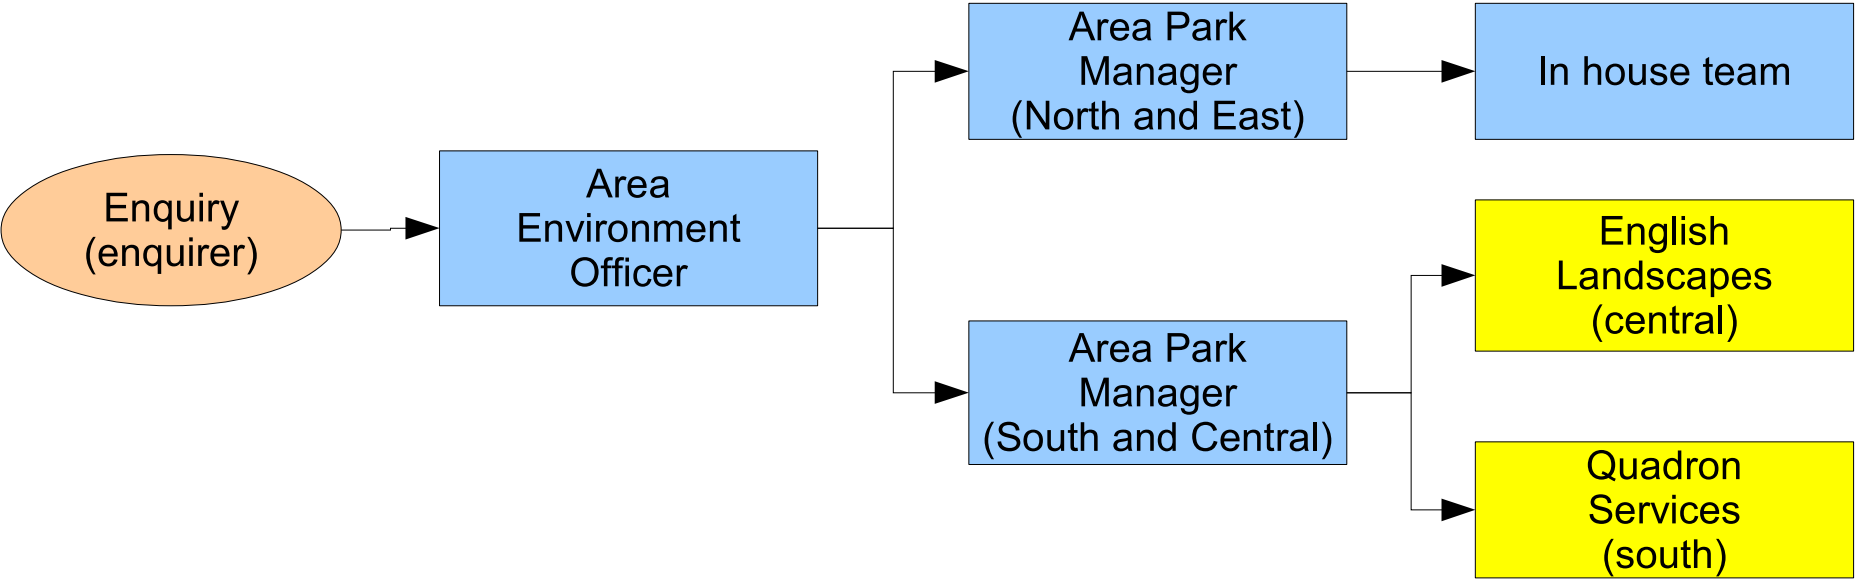 Enquiry
(enquirer)
Area
Environment
Officer
Area Park
Manager
(North and East)
In house team
Area Park
Manager
(South and Central)
English
Landscapes
(central)
Quadron
Services
(south)